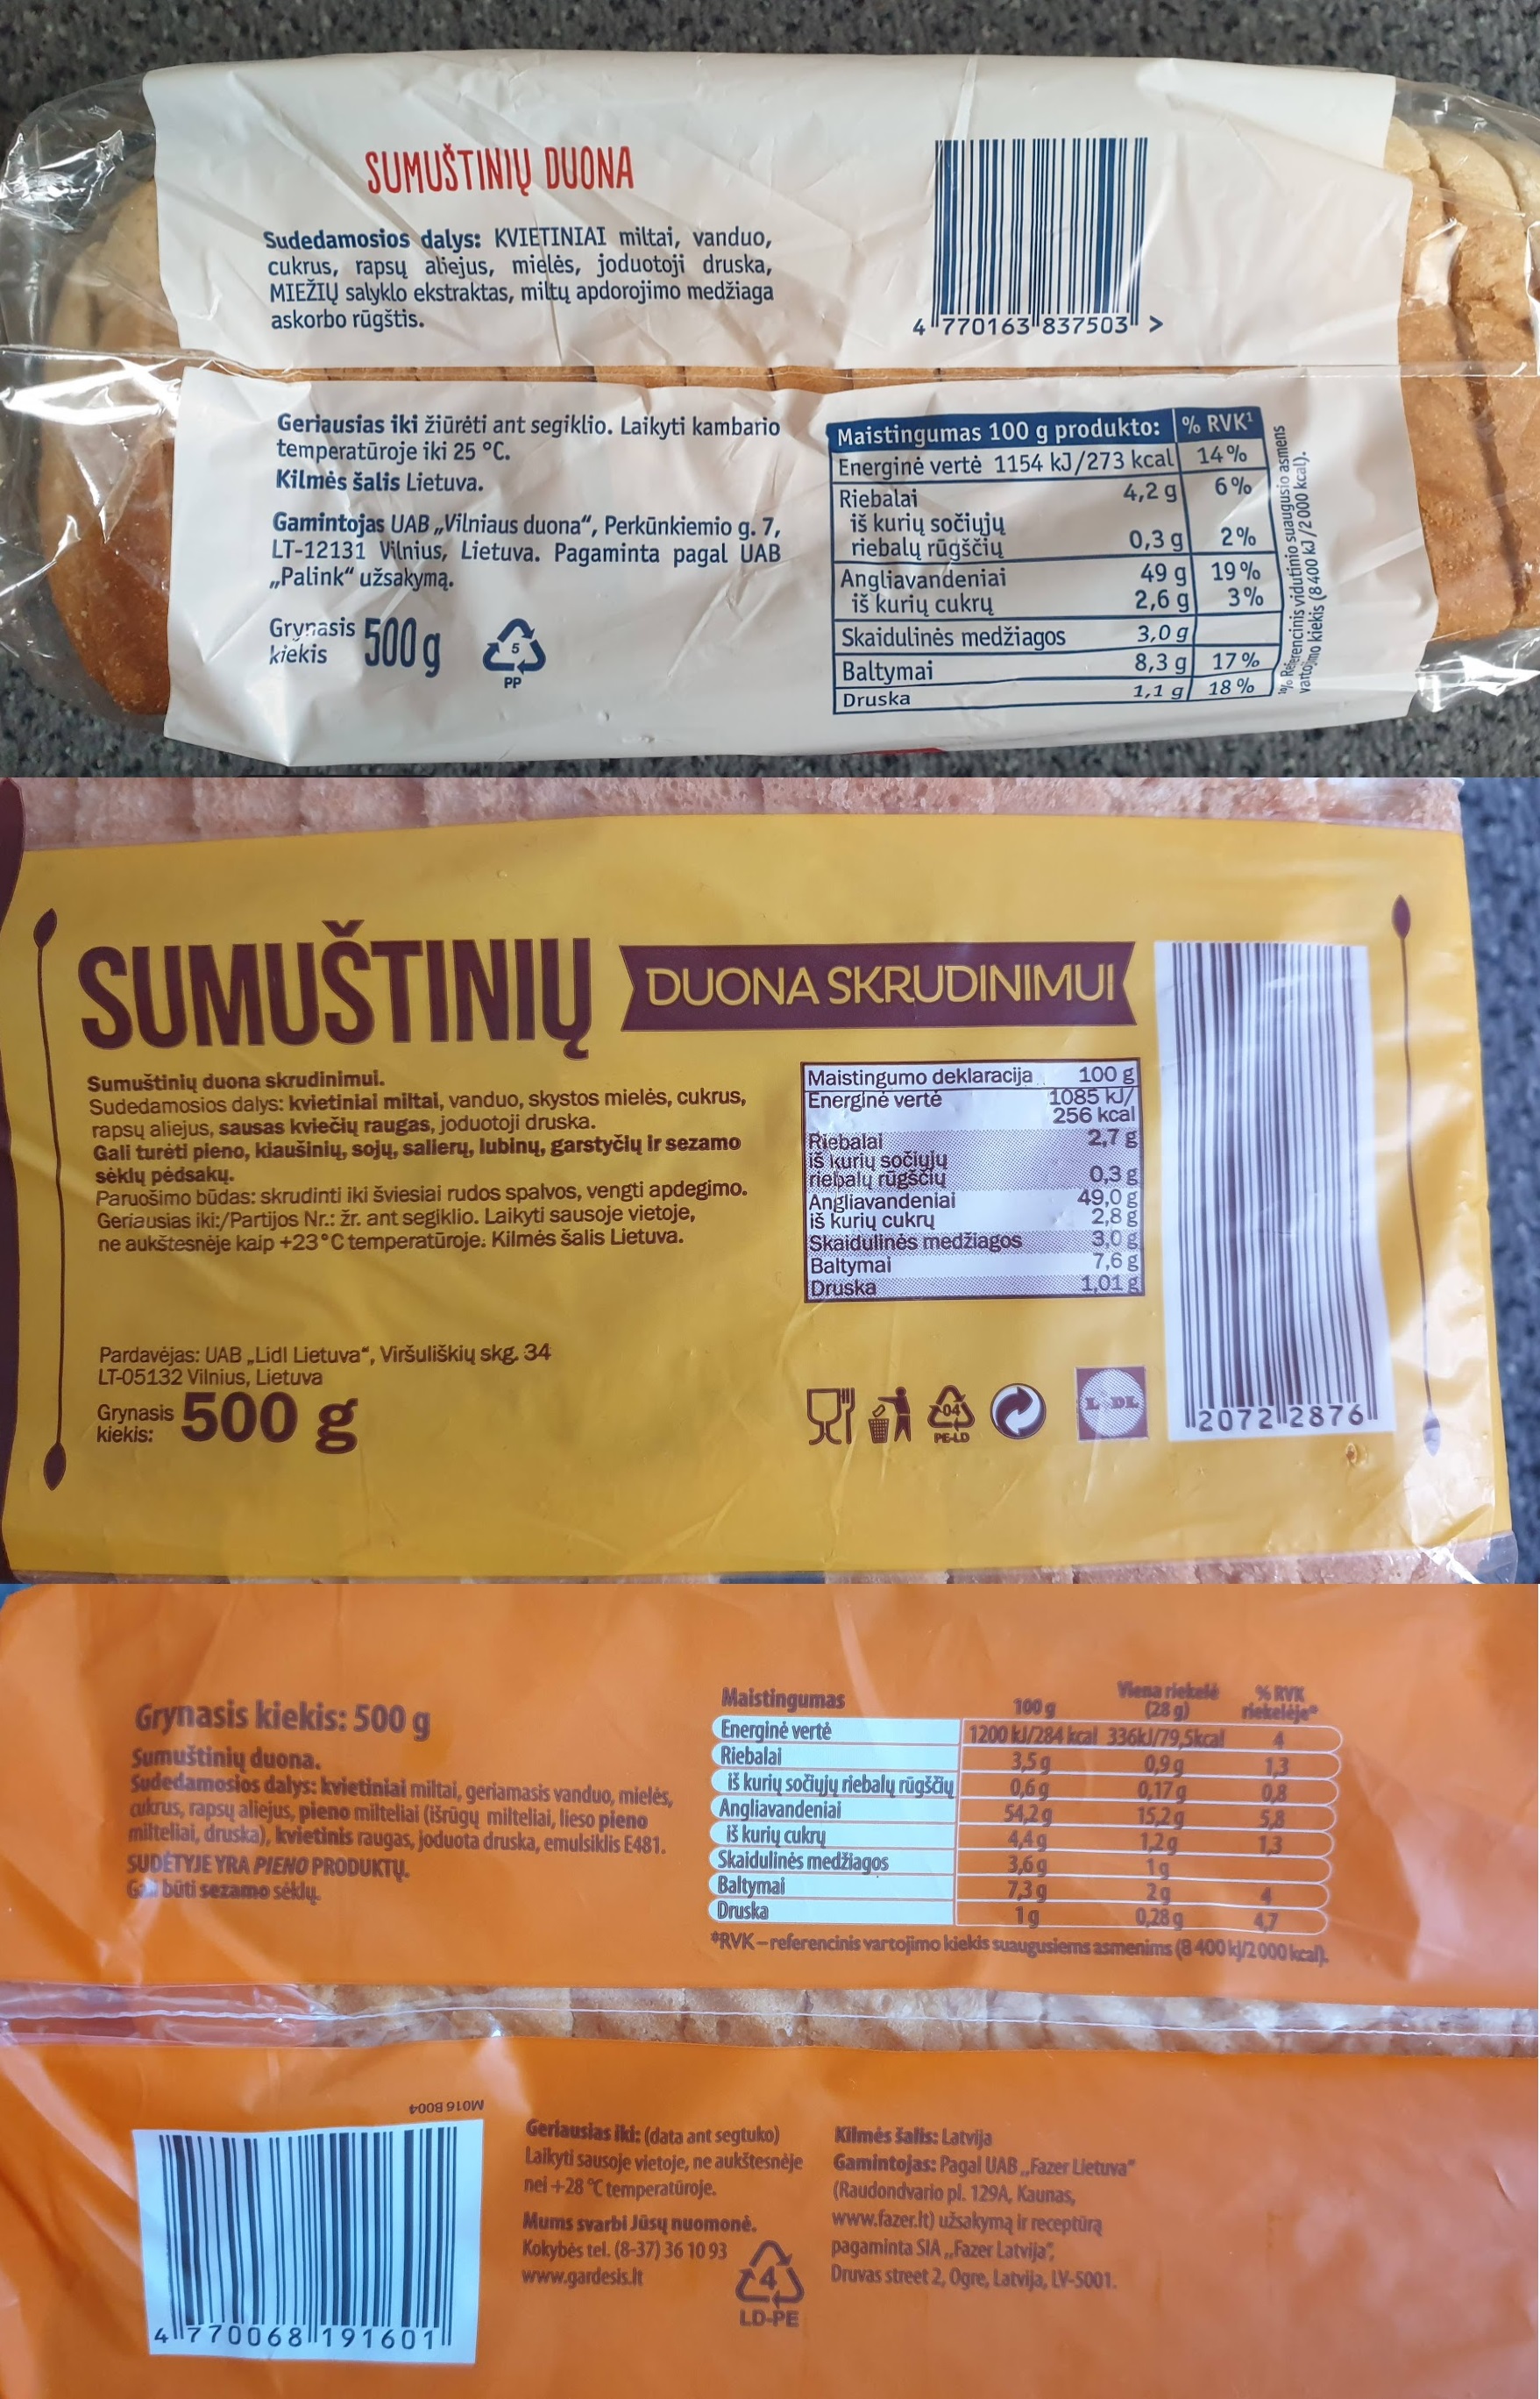 SUMUŠTINIŲ DUONA
Sudedamosios dalys: KVIETINIAI miltai, vanduo,
cukrus, rapsų aliejus, mielės, joduotoji druska,
MIEŽIŲ salyklo ekstraktas, miltų apdorojimo medžiaga
askorbo rūgštis.
4 770163 837503 >
Geriausias iki žiūrėti ant segiklio. Laikyti kambario
temperatūroje iki 25 °C.
Kilmės šalis Lietuva.
Gamintojas UAB „Vilniaus duona“, Perkūnkiemio g. 7,
LT-12131 Vilnius, Lietuva. Pagaminta pagal UAB
„Palink“ užsakymą.
Grynasis
kiekis 500 g
5
PP
Maistingumas 100 g produkto: % RVK¹
Energinė vertė 1154 kJ/273 kcal 14 %
Riebalai 4,2 g 6 %
iš kurių sočiųjų
riebalų rūgščių 0,3 g 2 %
Angliavandeniai 49 g 19 %
iš kurių cukrų 2,6 g 3 %
Skaidulinės medžiagos 3,0 g
Baltymai 8,3 g 17 %
Druska 1,1 g 18 %
¹% Referencinis vidutinio suaugusio asmens
vartojimo kiekis (8 400 kJ/2 000 kcal).
SUMUŠTINIŲ DUONA SKRUDINIMUI
Sumuštinių duona skrudinimui.
Sudedamosios dalys: kvietiniai miltai, vanduo, skystos mielės, cukrus,
rapsų aliejus, sausas kviečių raugas, joduotoji druska.
Gali turėti pieno, kiaušinių, sojų, salierų, lubinų, garstyčių ir sezamo
sėklų pėdsakų.
Paruošimo būdas: skrudinti iki šviesiai rudos spalvos, vengti apdegimo.
Geriausias iki:/Partijos Nr.: žr. ant segiklio. Laikyti sausoje vietoje,
ne aukštesnėje kaip +23°C temperatūroje. Kilmės šalis Lietuva.
Pardavėjas: UAB „Lidl Lietuva“, Viršuliškių skg. 34
LT-05132 Vilnius, Lietuva
Grynasis
kiekis: 500 g
Maistingumo deklaracija 100 g
Energinė vertė 1085 kJ/
256 kcal
Riebalai 2,7 g
iš kurių sočiųjų
riebalų rūgščių 0,3 g
Angliavandeniai 49,0 g
iš kurių cukrų 2,8 g
Skaidulinės medžiagos 3,0 g
Baltymai 7,6 g
Druska 1,01 g
04
PE-LD
LIDL
2072 2876
Grynasis kiekis: 500 g
Sumuštinių duona.
Sudedamosios dalys: kvietiniai miltai, geriamasis vanduo, mielės,
cukrus, rapsų aliejus, pieno milteliai (išrūgų milteliai, lieso pieno
milteliai, druska), kvietinis raugas, joduota druska, emulsiklis E481.
SUDĖTYJE YRA PIENO PRODUKTŲ.
Gali būti sezamo sėklų.
Maistingumas 100 g Viena riekelė (28 g) % RVK riekelėje*
Energinė vertė 1200 kJ/284 kcal 336kJ/79,5kcal 4
Riebalai 3,5 g 0,9 g 1,3
iš kurių sočiųjų riebalų rūgščių 0,6 g 0,17 g 0,8
Angliavandeniai 54,2 g 15,2 g 5,8
iš kurių cukrų 4,4 g 1,2 g 1,3
Skaidulinės medžiagos 3,6 g 1 g
Baltymai 7,3 g 2 g 4
Druska 1 g 0,28 g 4,7
*RVK – referencinis vartojimo kiekis suaugusiems asmenims (8 400 kJ/2 000 kcal).
M016 B004
4 770068 191601
Geriausias iki: (data ant segtuko)
Laikyti sausoje vietoje, ne aukštesnėje
nei +28 °C temperatūroje.
Mums svarbi Jūsų nuomonė.
Kokybės tel. (8-37) 36 10 93
www.gardesis.lt
4
LD-PE
Kilmės šalis: Latvija
Gamintojas: Pagal UAB „Fazer Lietuva“
(Raudondvario pl. 129A, Kaunas,
www.fazer.lt) užsakymą ir receptūrą
pagaminta SIA „Fazer Latvija“,
Druvas street 2, Ogre, Latvija, LV-5001.